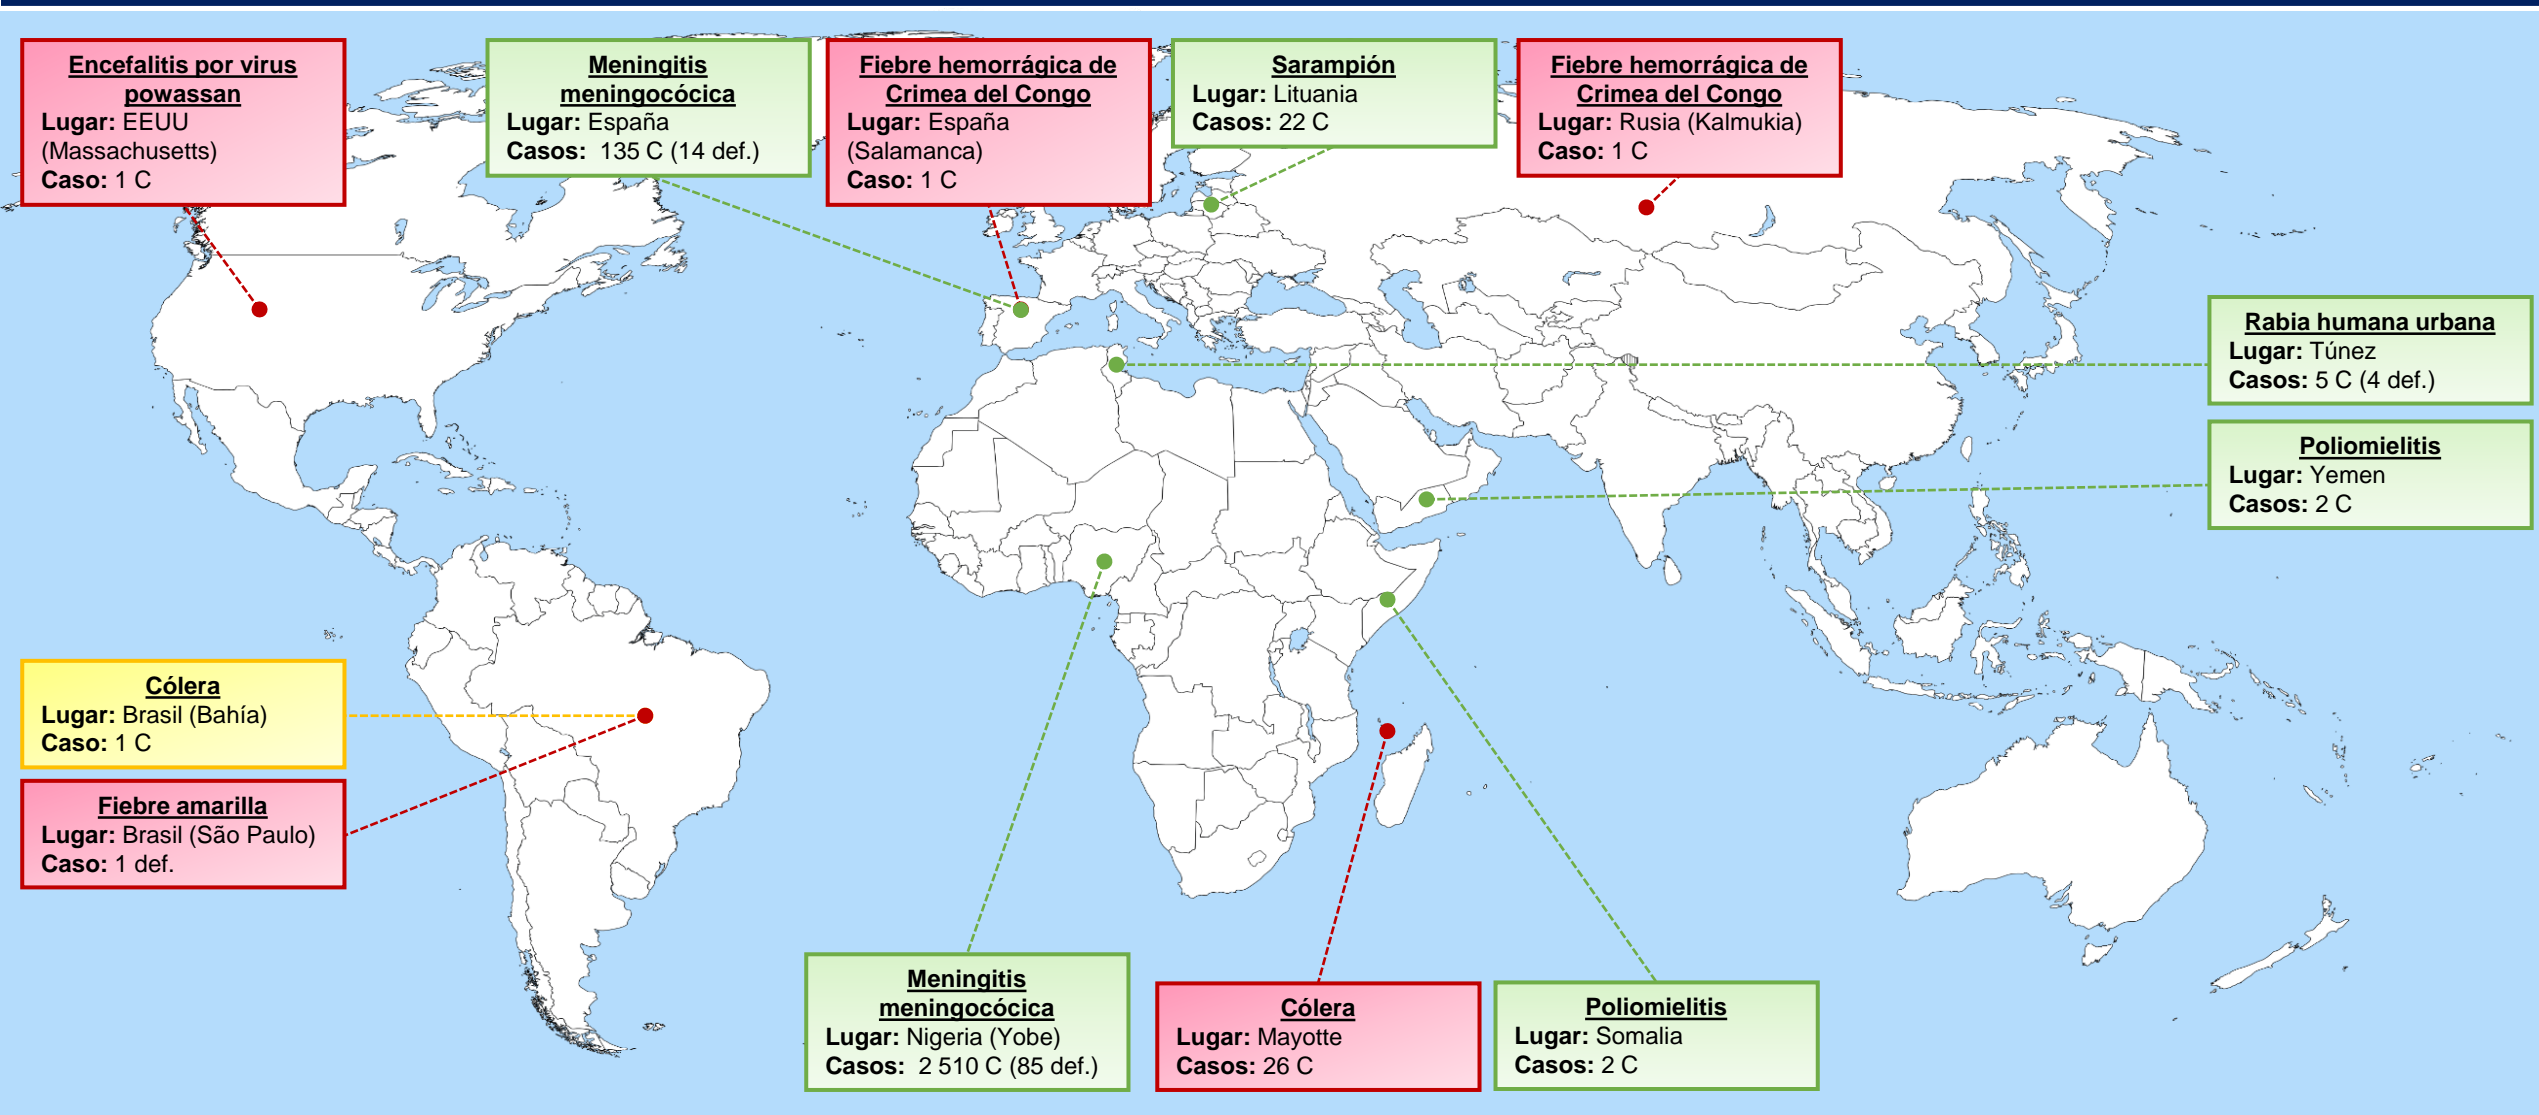 Encefalitis por virus
powassan
Lugar: EEUU
(Massachusetts)
Caso: 1 C
Meningitis
meningocócica
Lugar: España
Casos: 135 C (14 def.)
Fiebre hemorrágica de
Crimea del Congo
Lugar: España
(Salamanca)
Caso: 1 C
Sarampión
Lugar: Lituania
Casos: 22 C
Fiebre hemorrágica de
Crimea del Congo
Lugar: Rusia (Kalmukia)
Caso: 1 C
Rabia humana urbana
Lugar: Túnez
Casos: 5 C (4 def.)
Poliomielitis
Lugar: Yemen
Casos: 2 C
Cólera
Lugar: Brasil (Bahía)
Caso: 1 C
Fiebre amarilla
Lugar: Brasil (São Paulo)
Caso: 1 def.
Meningitis
meningocócica
Lugar: Nigeria (Yobe)
Casos: 2 510 C (85 def.)
Cólera
Lugar: Mayotte
Casos: 26 C
Poliomielitis
Lugar: Somalia
Casos: 2 C